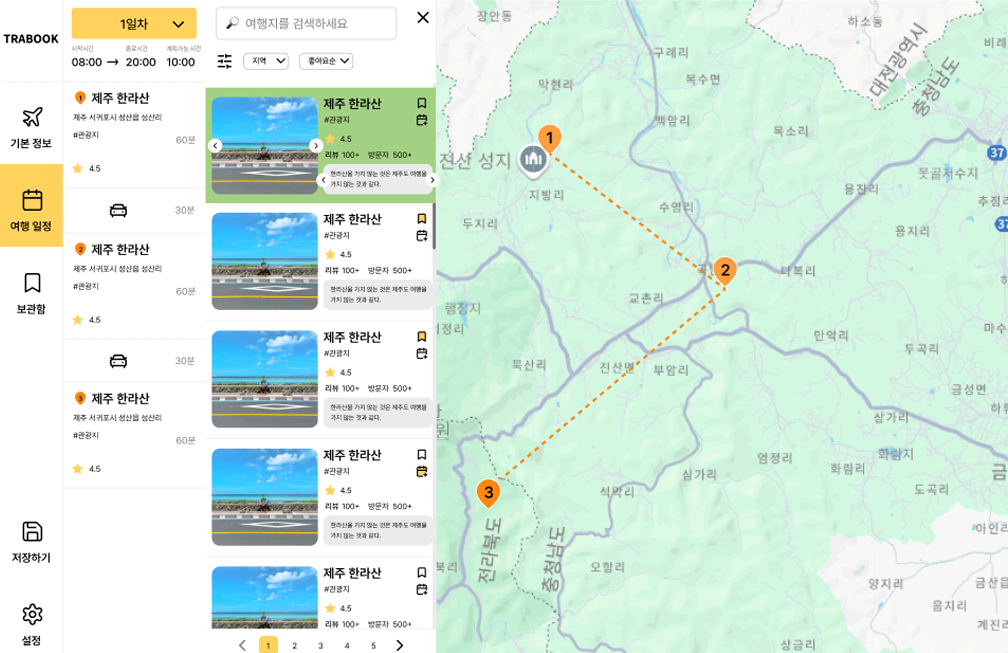 TRABOOK
기본 정보
여행 일정
보관함
저장하기
설정
1일차
시작시간 종료시간 계획가능 시간
08:00 → 20:00 10:00
1 제주 한라산
제주 서귀포시 성산읍 성산리
#관광지
60분
4.5
30분
2 제주 한라산
제주 서귀포시 성산읍 성산리
#관광지
60분
4.5
30분
3 제주 한라산
제주 서귀포시 성산읍 성산리
#관광지
60분
4.5
여행지를 검색하세요
지역
좋아요순
제주 한라산
#관광지
4.5
리뷰 100+ 방문자 500+
한라산을 가지 않는 것은 제주도 여행을
가지 않는 것과 같다.
제주 한라산
#관광지
4.5
리뷰 100+ 방문자 500+
한라산을 가지 않는 것은 제주도 여행을
가지 않는 것과 같다.
제주 한라산
#관광지
4.5
리뷰 100+ 방문자 500+
한라산을 가지 않는 것은 제주도 여행을
가지 않는 것과 같다.
제주 한라산
#관광지
4.5
리뷰 100+ 방문자 500+
한라산을 가지 않는 것은 제주도 여행을
가지 않는 것과 같다.
제주 한라산
#관광지
4.5
리뷰 100+ 방문자 500+
1 2 3 4 5
장안동
하소동
비례
구례리
대전광역시
충청남도
막현리
복수면
백암리
목소리
37
1
진산 성지
못골저수지
지방리
용진리
추정
수영리
두지리
37
용지리
2
다복리
교촌리
행정지
만악리
마수
두곡리
묵산리
진산면
부암리
금성면
삼가리
하류
엄정리
화림지
화림리
삼가리
도곡리
금
3
석막리
전라북도
충청남도
아인리
오항리
양지리
금산읍
음지리
계진리
상금리